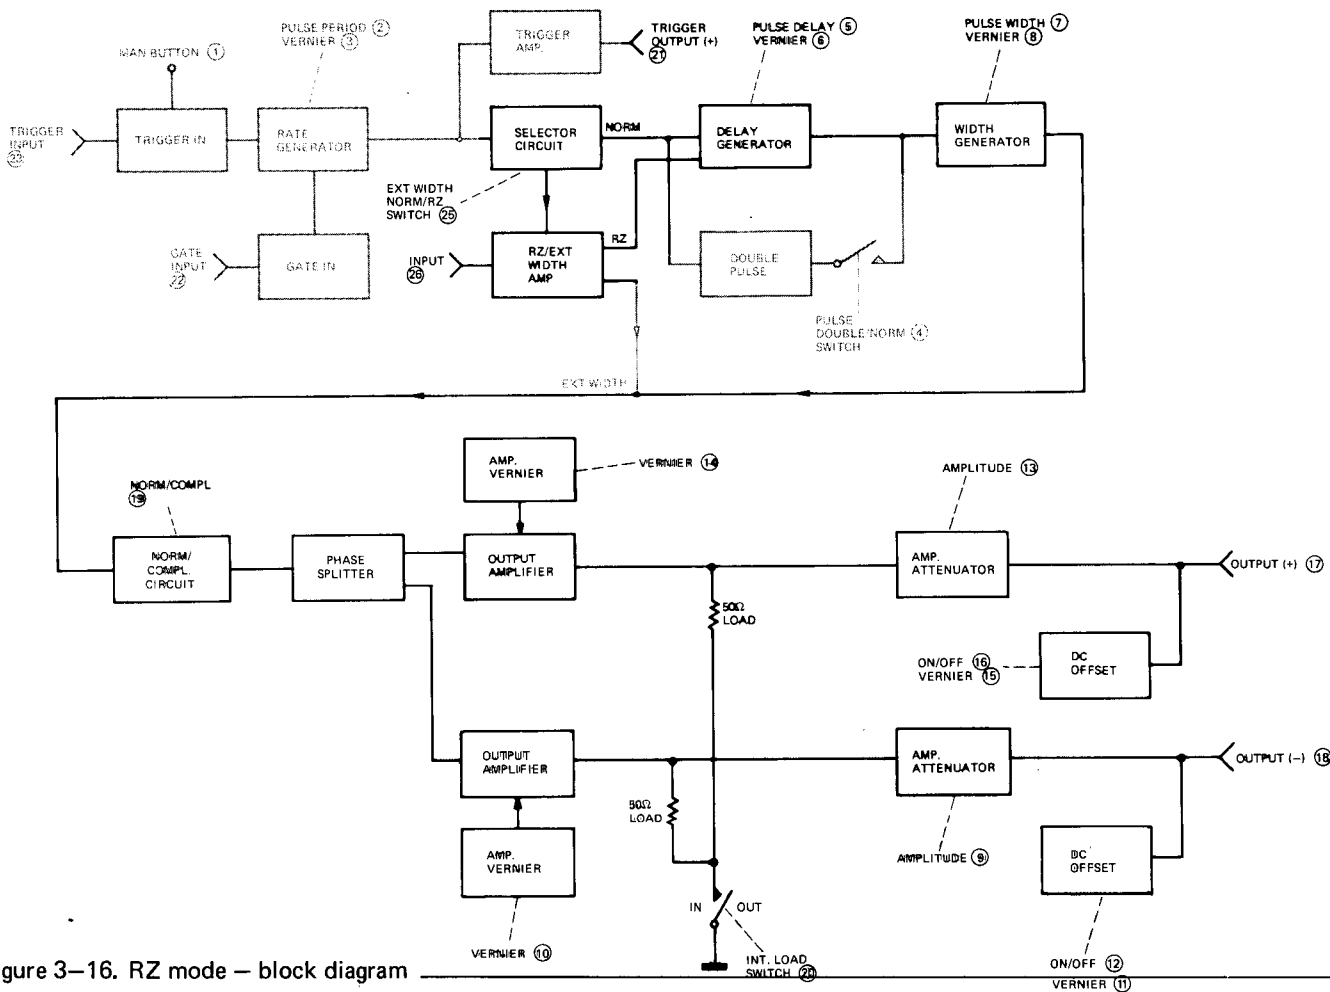 PULSE PERIOD ②
VERNIER ③
MAN BUTTON ①
TRIGGER
AMP.
TRIGGER
OUTPUT (+)
㉑
PULSE DELAY ⑤
VERNIER ⑥
PULSE WIDTH ⑦
VERNIER ⑧
TRIGGER
INPUT
㉓
TRIGGER IN
RATE
GENERATOR
SELECTOR
CIRCUIT
NORM
DELAY
GENERATOR
WIDTH
GENERATOR
EXT WIDTH
NORM/RZ
SWITCH ㉕
GATE
INPUT
㉒
GATE IN
INPUT
㉖
RZ/EXT
WIDTH
AMP
RZ
DOUBLE
PULSE
PULSE
DOUBLE/NORM ④
SWITCH
EXT WIDTH
AMP.
VERNIER
VERNIER ⑭
AMPLITUDE ⑬
NORM/COMPL
⑲
NORM/
COMPL.
CIRCUIT
PHASE
SPLITTER
OUTPUT
AMPLIFIER
AMP.
ATTENUATOR
OUTPUT (+) ⑰
50Ω
LOAD
ON/OFF ⑯
VERNIER ⑮
DC
OFFSET
OUTPUT
AMPLIFIER
AMP.
ATTENUATOR
OUTPUT (–) ⑱
50Ω
LOAD
AMP.
VERNIER
AMPLITUDE ⑨
DC
OFFSET
IN OUT
VERNIER ⑩
INT. LOAD
SWITCH ⑳
ON/OFF ⑫
VERNIER ⑪
gure 3–16. RZ mode – block diagram